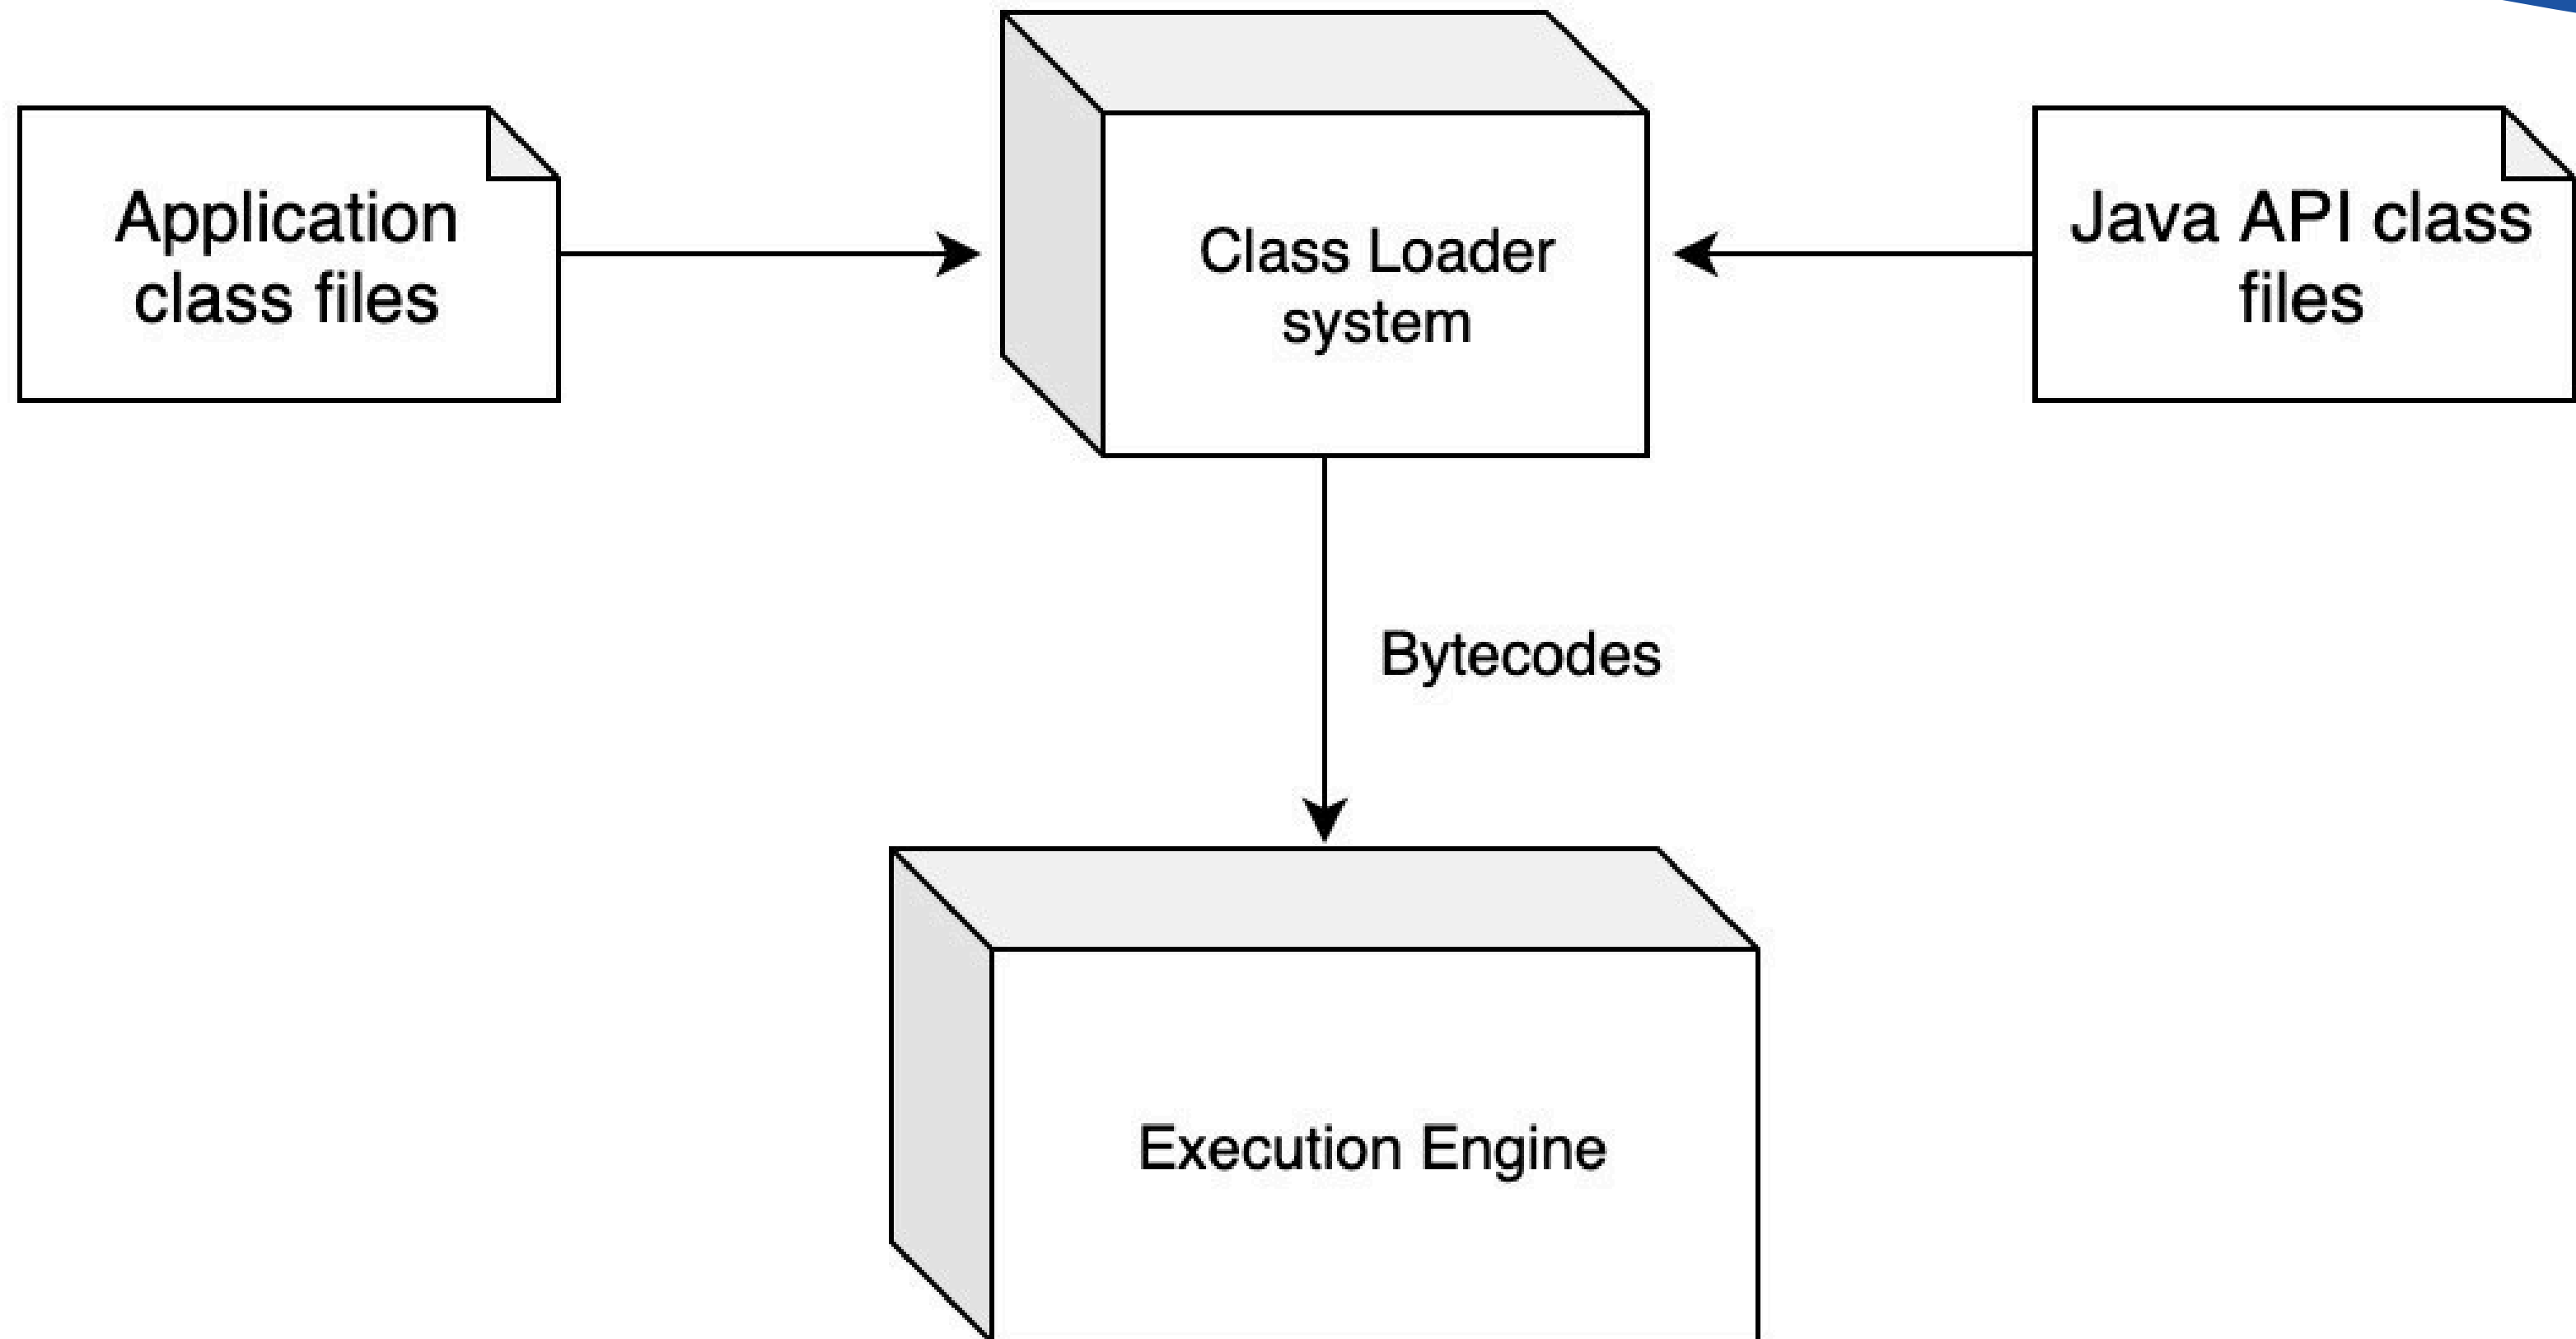 Application
class files
Class Loader
system
Java API class
files
Bytecodes
Execution Engine